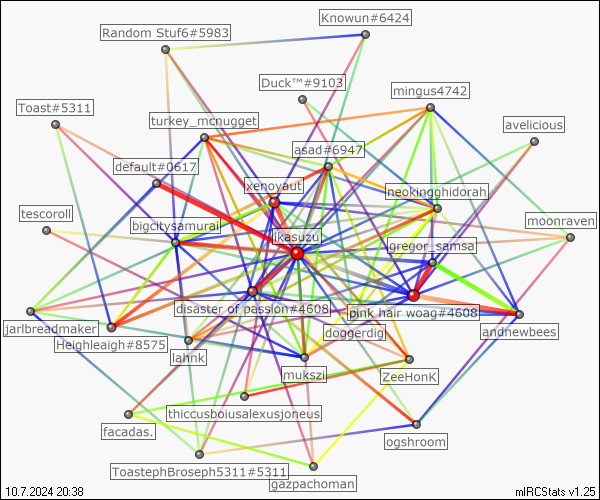 Knowun#6424
Random Stuf6#5983
Duck™#9103
mingus4742
Toast#5311
turkey_mcnugget
avelicious
asad#6947
default#0617
xenoyaut
neokingghidorah
tescoroll
bigcitysamurai
moonraven
ikasuzu
gregor_samsa
disaster of passion#4608
pink hair woag#4608
jarlbreadmaker
doggerdig
andnewbees
Heighleaigh#8575
lahnk
mukszi
ZeeHonK
thiccusboiusalexusjoneus
facadas.
ogshroom
ToastephBroseph5311#5311
gazpachoman
10.7.2024 20:38
mIRCStats v1.25